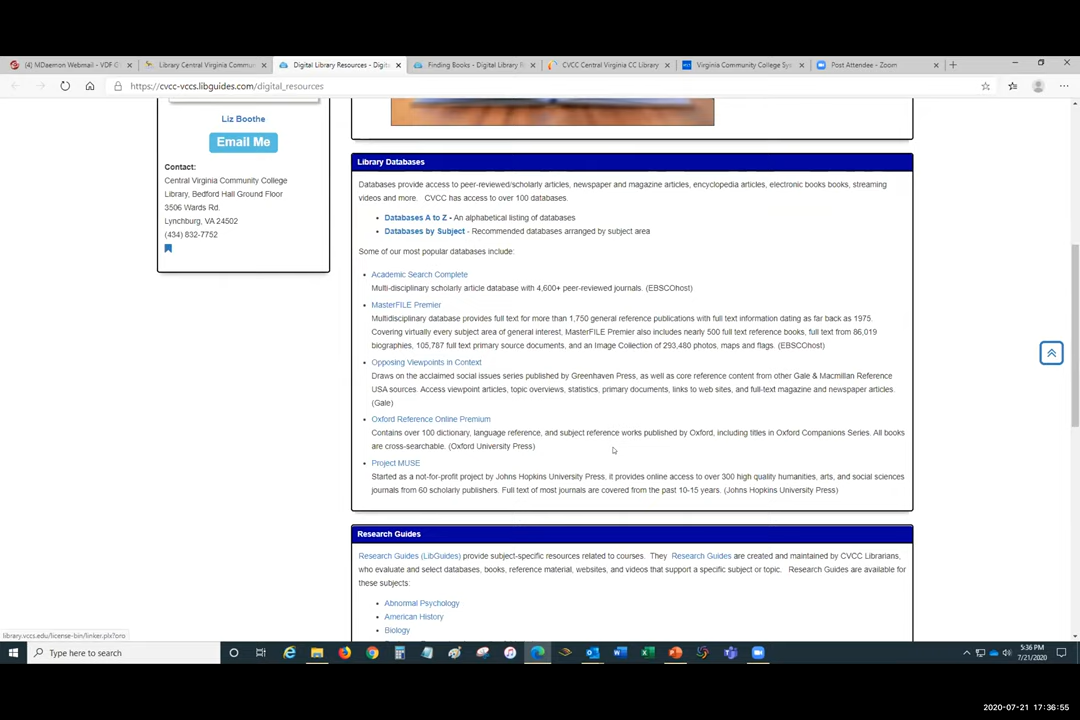 (4) MDaemon Webmail - VDF G
Library Central Virginia Commun
Digital Library Resources - Digit
Finding Books - Digital Library R
CVCC Central Virginia CC Library
Virginia Community College Sys
Post Attendee - Zoom
https://cvcc-vccs.libguides.com/digital_resources
Liz Boothe
Email Me
Contact:
Central Virginia Community College
Library, Bedford Hall Ground Floor
3506 Wards Rd.
Lynchburg, VA 24502
(434) 832-7752
Library Databases
Databases provide access to peer-reviewed/scholarly articles, newspaper and magazine articles, encyclopedia articles, electronic books books, streaming
videos and more. CVCC has access to over 100 databases.
Databases A to Z - An alphabetical listing of databases
Databases by Subject - Recommended databases arranged by subject area
Some of our most popular databases include:
Academic Search Complete
Multi-disciplinary scholarly article database with 4,600+ peer-reviewed journals. (EBSCOhost)
MasterFILE Premier
Multidisciplinary database provides full text for more than 1,750 general reference publications with full text information dating as far back as 1975.
Covering virtually every subject area of general interest, MasterFILE Premier also includes nearly 500 full text reference books, full text from 86,019
biographies, 105,787 full text primary source documents, and an Image Collection of 293,480 photos, maps and flags. (EBSCOhost)
Opposing Viewpoints in Context
Draws on the acclaimed social issues series published by Greenhaven Press, as well as core reference content from other Gale & Macmillan Reference
USA sources. Access viewpoint articles, topic overviews, statistics, primary documents, links to web sites, and full-text magazine and newspaper articles.
(Gale)
Oxford Reference Online Premium
Contains over 100 dictionary, language reference, and subject reference works published by Oxford, including titles in Oxford Companions Series. All books
are cross-searchable. (Oxford University Press)
Project MUSE
Started as a not-for-profit project by Johns Hopkins University Press, it provides online access to over 300 high quality humanities, arts, and social sciences
journals from 60 scholarly publishers. Full text of most journals are covered from the past 10-15 years. (Johns Hopkins University Press)
Research Guides
Research Guides (LibGuides) provide subject-specific resources related to courses. They Research Guides are created and maintained by CVCC Librarians,
who evaluate and select databases, books, reference material, websites, and videos that support a specific subject or topic. Research Guides are available for
these subjects:
Abnormal Psychology
American History
Biology
library.vccs.edu/license-bin/linker.plx?oro
Type here to search
5:36 PM
7/21/2020
2020-07-21 17:36:55